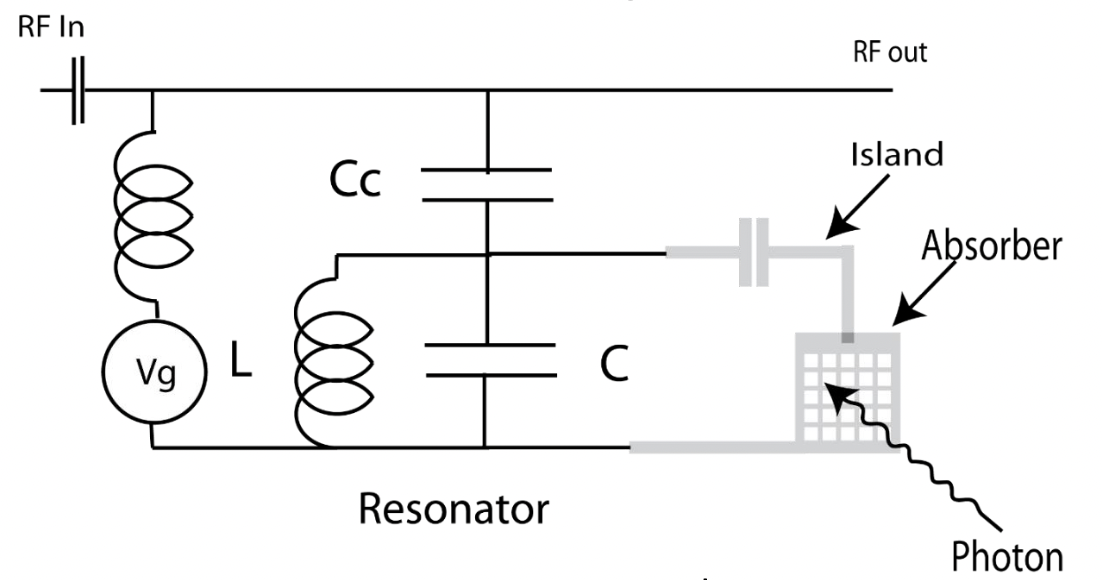 RF In
RF out
Cc
Island
Absorber
Vg
L
C
Resonator
Photon